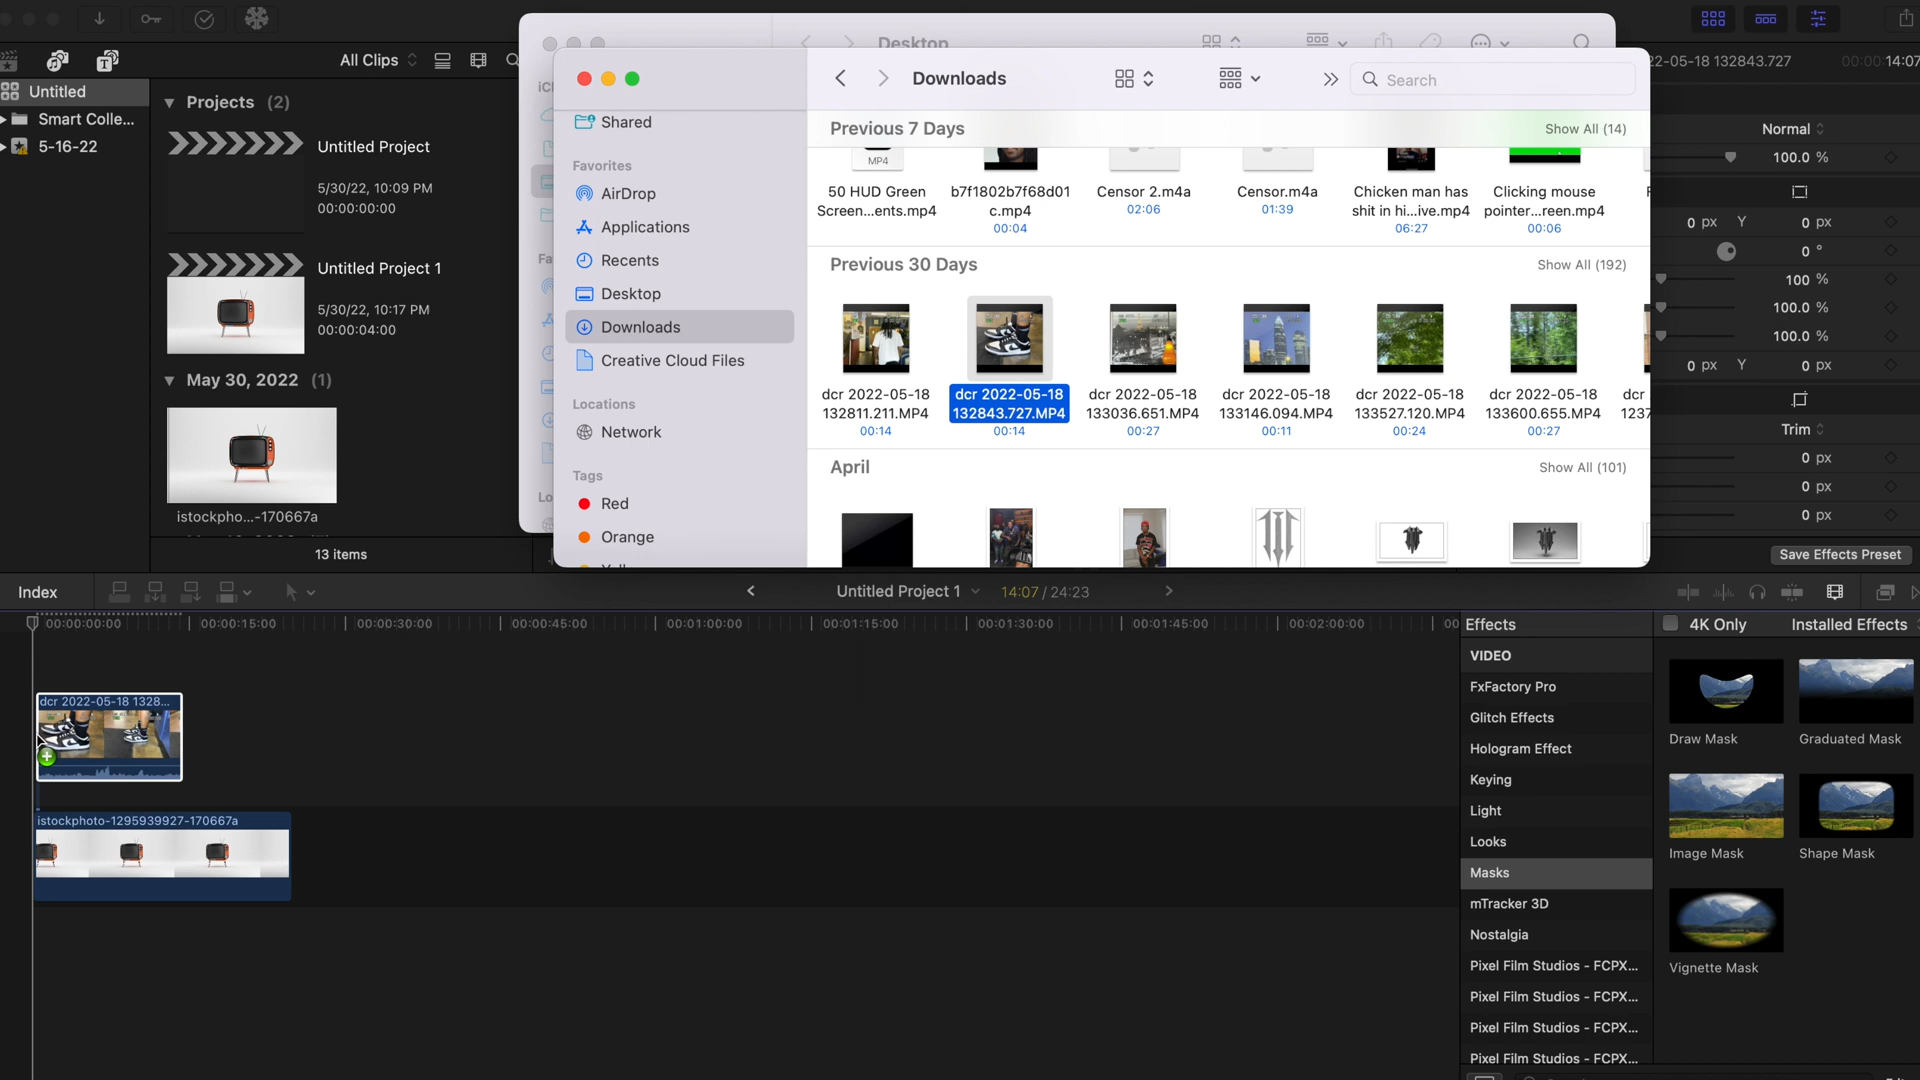 Desktop
Downloads
Search
2-05-18 132843.727
00:00:14:07
All Clips
Untitled
Smart Colle...
5-16-22
Projects (2)
Untitled Project
5/30/22, 10:09 PM
00:00:00:00
Untitled Project 1
5/30/22, 10:17 PM
00:00:04:00
May 30, 2022 (1)
istockpho...-170667a
13 items
Shared
Favorites
AirDrop
Applications
Recents
Desktop
Downloads
Creative Cloud Files
Locations
Network
Tags
Red
Orange
Previous 7 Days
Show All (14)
MP4
50 HUD Green
Screen...ents.mp4
b7f1802b7f68d01
c.mp4
00:04
Censor 2.m4a
02:06
Censor.m4a
01:39
Chicken man has
shit in hi...ive.mp4
06:27
Clicking mouse
pointer...reen.mp4
00:06
Previous 30 Days
Show All (192)
dcr 2022-05-18
132811.211.MP4
00:14
dcr 2022-05-18
132843.727.MP4
00:14
dcr 2022-05-18
133036.651.MP4
00:27
dcr 2022-05-18
133146.094.MP4
00:11
dcr 2022-05-18
133527.120.MP4
00:24
dcr 2022-05-18
133600.655.MP4
00:27
dcr
1237
April
Show All (101)
Normal
100.0 %
0 px Y 0 px
0 °
100 %
100.0 %
100.0 %
0 px Y 0 px
Trim
0 px
0 px
0 px
Save Effects Preset
Index
Untitled Project 1
14:07 / 24:23
00:00:00:00
00:00:15:00
00:00:30:00
00:00:45:00
00:01:00:00
00:01:15:00
00:01:30:00
00:01:45:00
00:02:00:00
00
dcr 2022-05-18 1328...
istockphoto-1295939927-170667a
Effects
4K Only
Installed Effects
VIDEO
FxFactory Pro
Glitch Effects
Hologram Effect
Keying
Light
Looks
Masks
mTracker 3D
Nostalgia
Pixel Film Studios - FCPX...
Pixel Film Studios - FCPX...
Pixel Film Studios - FCPX...
Pixel Film Studios - FCPX...
Draw Mask
Graduated Mask
Image Mask
Shape Mask
Vignette Mask